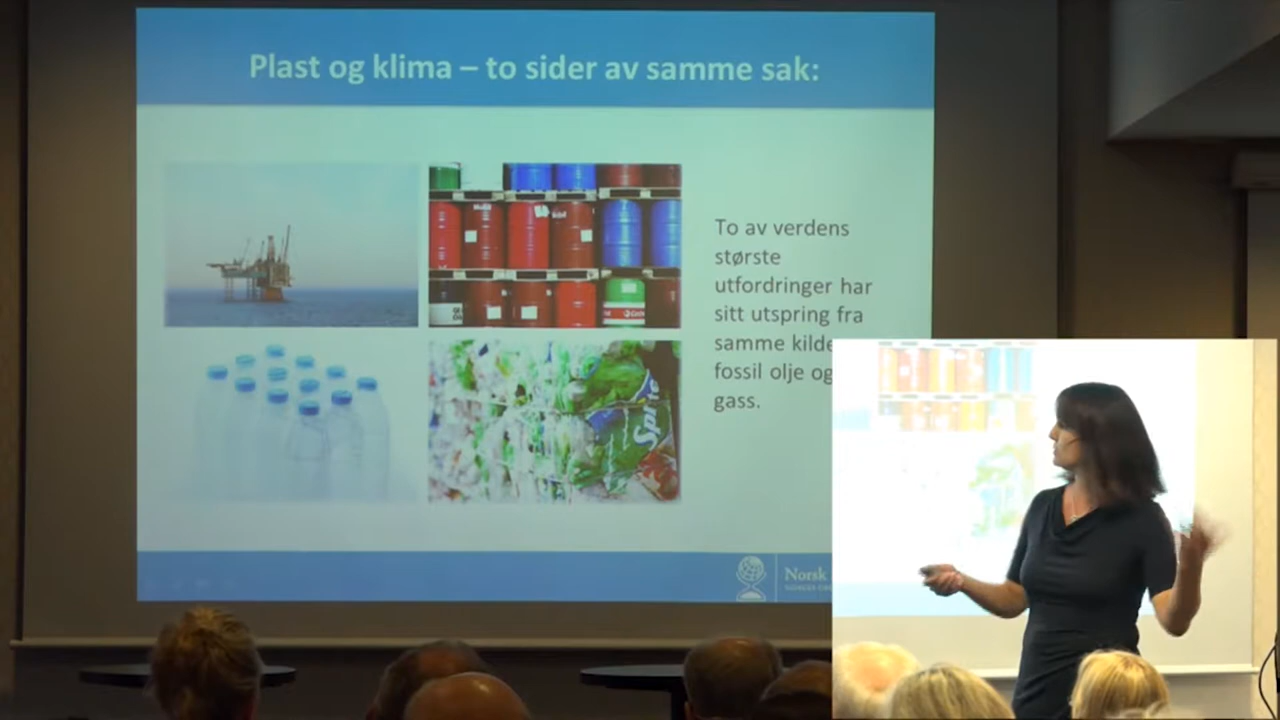 Plast og klima – to sider av samme sak:
To av verdens
største
utfordringer har
sitt utspring fra
samme kilde
fossil olje og
gass.
Sprite
Norsk